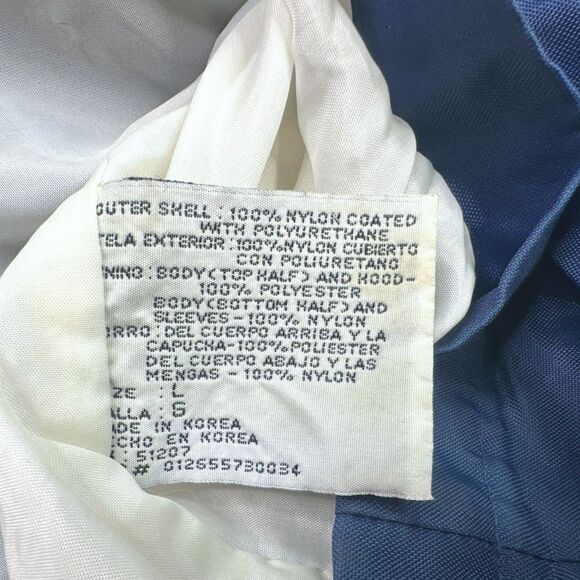 OUTER SHELL : 100% NYLON COATED
WITH POLYURETHANE
ELA EXTERIOR : 100% NYLON CUBIERTO
CON POLIURETANO
NING : BODY(TOP HALF) AND HOOD-
100% POLYESTER
BODY(BOTTOM HALF) AND
SLEEVES-100% NYLON
RRO : DEL CUERPO ARRIBA Y LA
CAPUCHA-100% POLIESTER
DEL CUERPO ABAJO Y LAS
MENGAS - 100% NYLON
ZE : L
ALLA : S
ADE IN KOREA
CHO EN KOREA
: 51207
# 012655730034